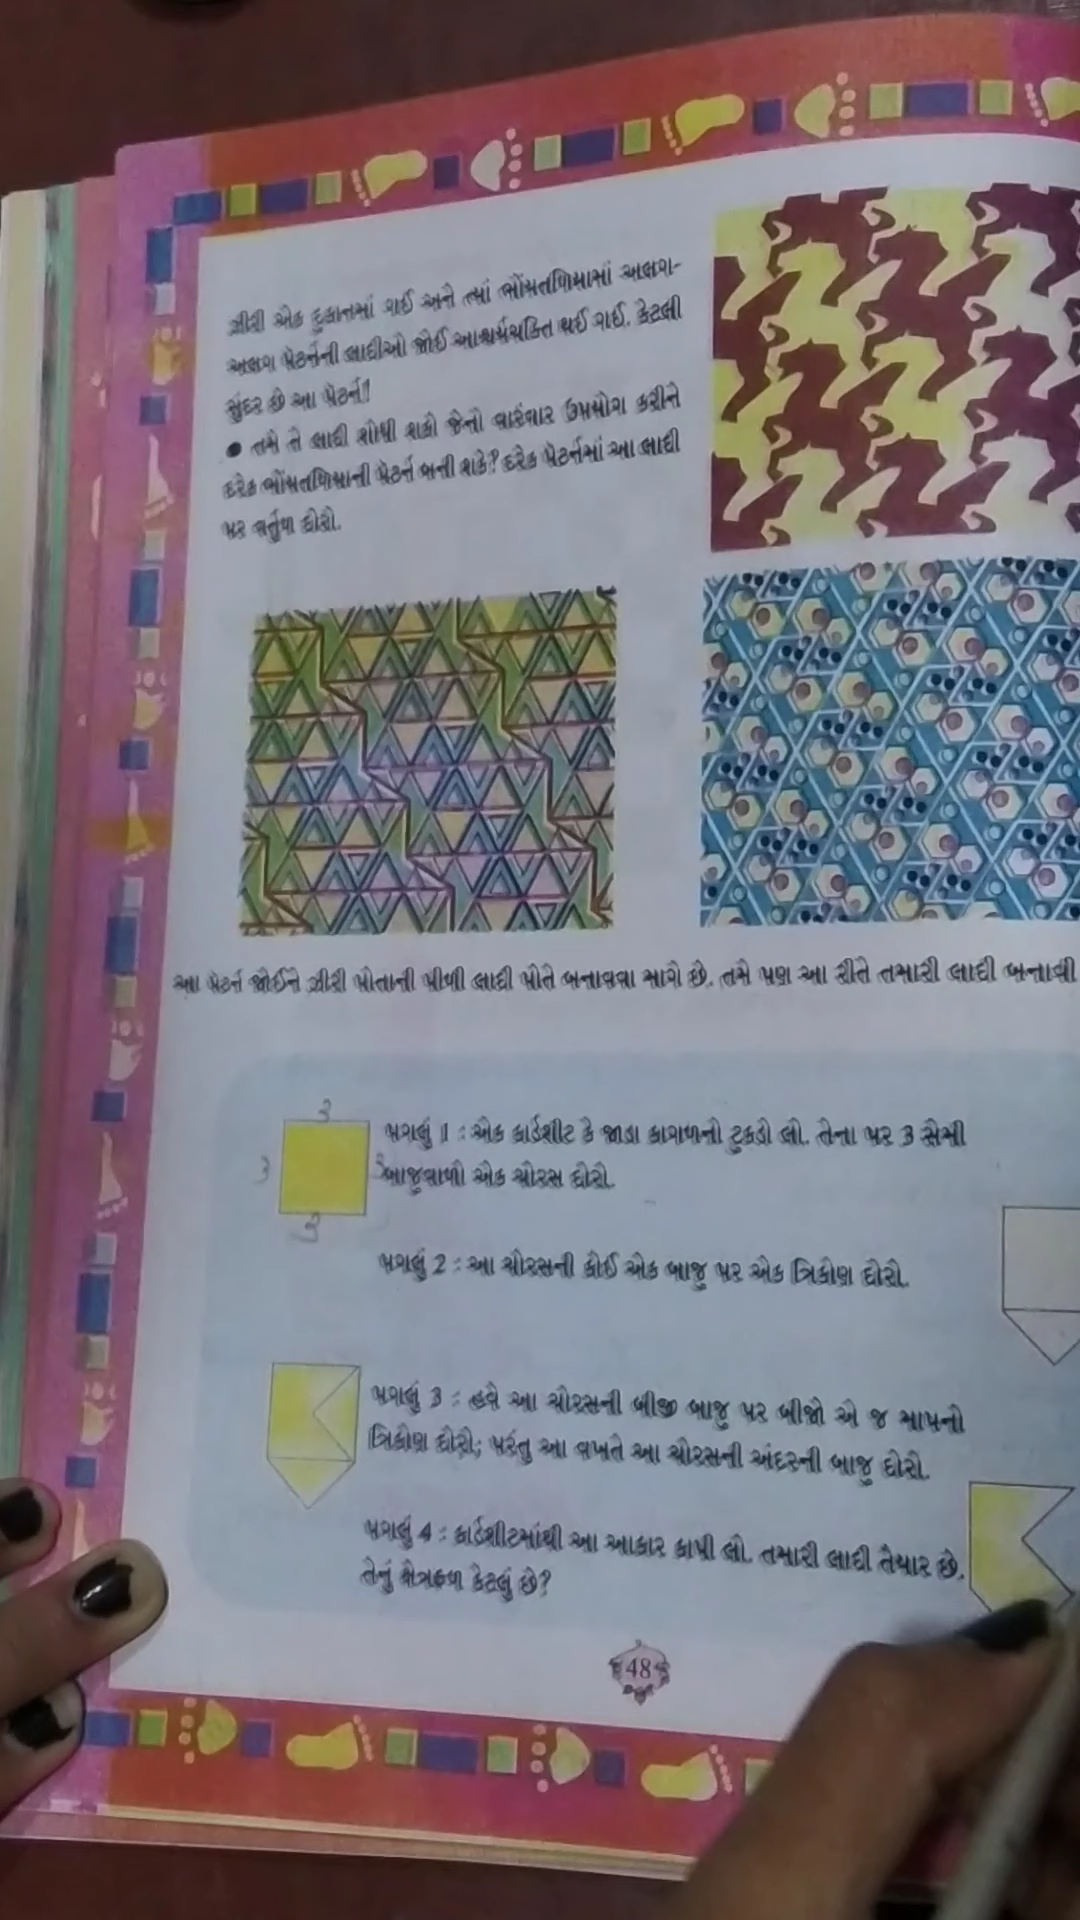 ઝીરી એક દુકાનમાં ગઈ અને ત્યાં ભોંયતળિયામાં અલગ-
અલગ પૅટર્નની લાદીઓ જોઈ આશ્ચર્યચકિત થઈ ગઈ. કેટલી
સુંદર છે આ પૅટર્ન!
● તમે તે લાદી શોધી શકો જેનો વારંવાર ઉપયોગ કરીને
દરેક ભોંયતળિયાની પૅટર્ન બની શકે? દરેક પૅટર્નમાં આ લાદી
પર વર્તુળ દોરો.
આ પૅટર્ન જોઈને ઝીરી પોતાની પીળી લાદી પોતે બનાવવા માગે છે. તમે પણ આ રીતે તમારી લાદી બનાવી
3
3
3
3
પગલું 1 : એક કાર્ડશીટ કે જાડા કાગળનો ટુકડો લો. તેના પર 3 સેમી
બાજુવાળો એક ચોરસ દોરો.
પગલું 2 : આ ચોરસની કોઈ એક બાજુ પર એક ત્રિકોણ દોરો.
પગલું 3 : હવે આ ચોરસની બીજી બાજુ પર બીજો એ જ માપનો
ત્રિકોણ દોરો; પરંતુ આ વખતે આ ચોરસની અંદરની બાજુ દોરો.
પગલું 4 : કાર્ડશીટમાંથી આ આકાર કાપી લો. તમારી લાદી તૈયાર છે.
તેનું ક્ષેત્રફળ કેટલું છે?
48